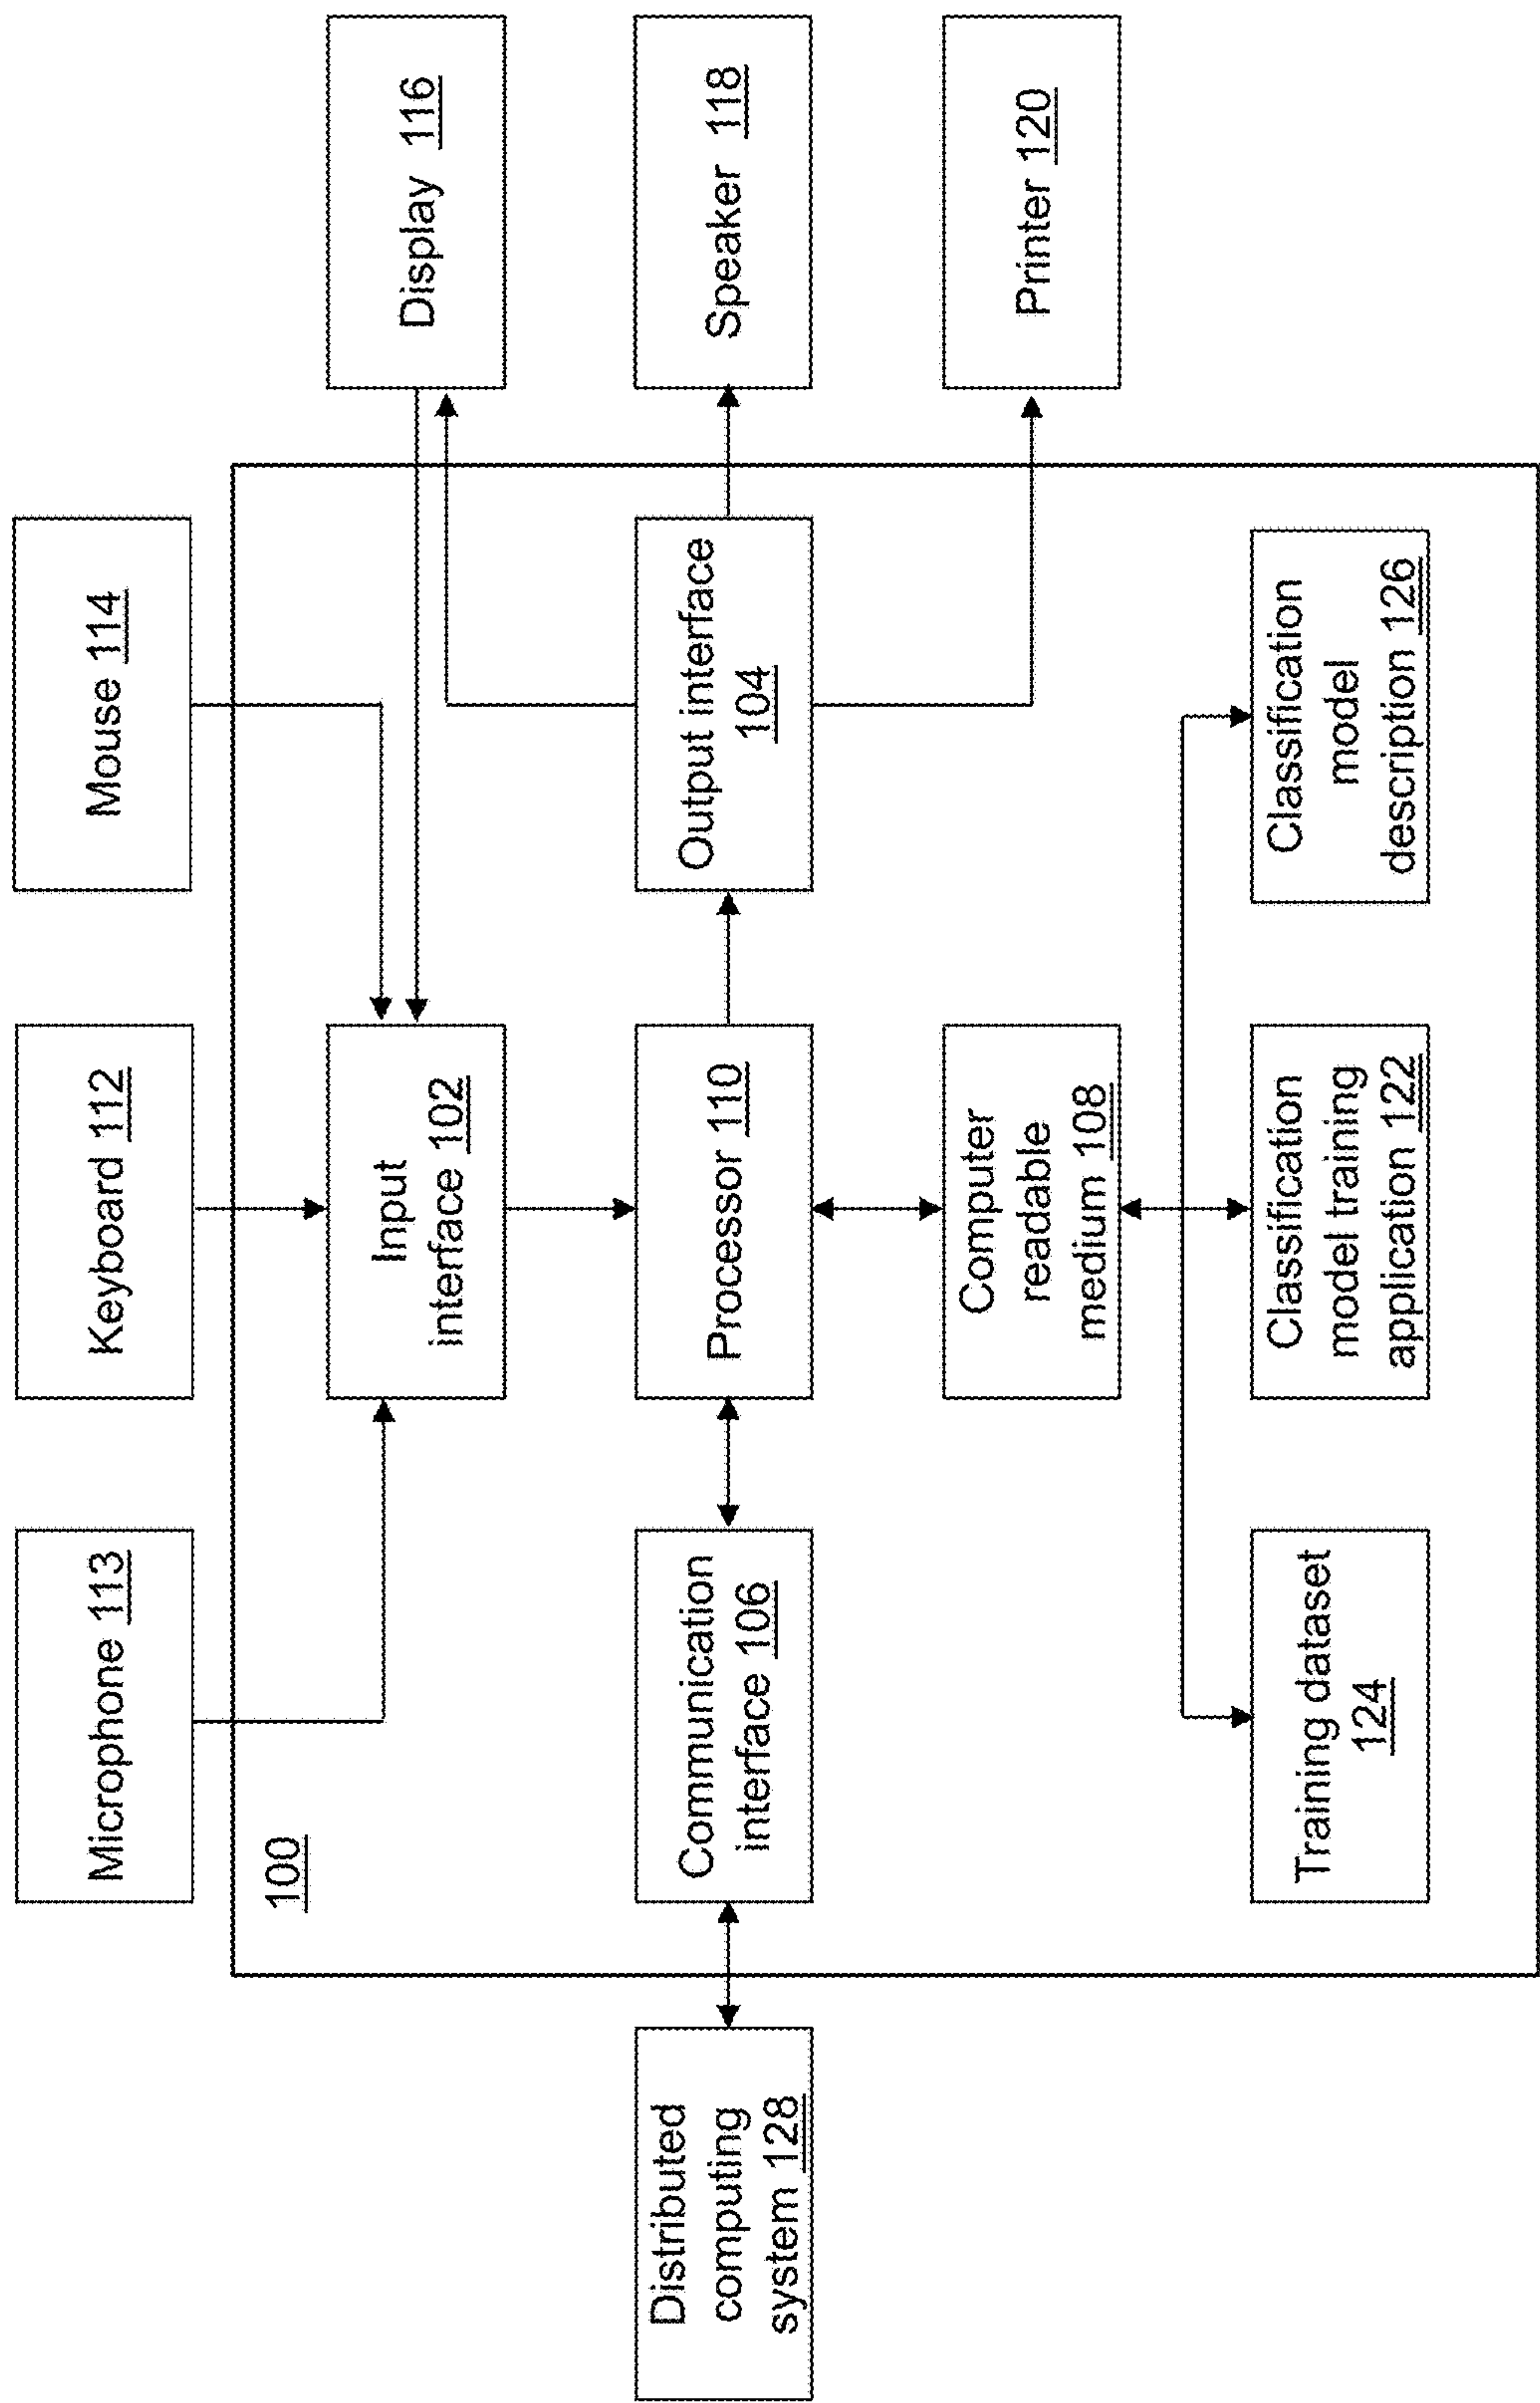 Microphone 113
Keyboard 112
Mouse 114
100
Input
interface 102
Display 116
Distributed
computing
system 128
Communication
interface 106
Processor 110
Output interface
104
Speaker 118
Computer
readable
medium 108
Printer 120
Training dataset
124
Classification
model training
application 122
Classification
model
description 126